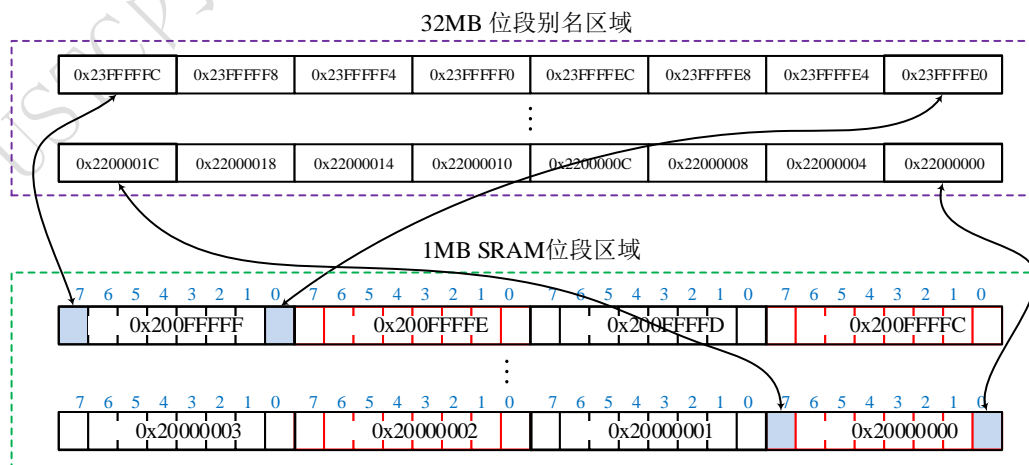 USTCp
32MB 位段别名区域
0x23FFFFFC 0x23FFFFF8 0x23FFFFF4 0x23FFFFF0 0x23FFFFEC 0x23FFFFE8 0x23FFFFE4 0x23FFFFE0
0x2200001C 0x22000018 0x22000014 0x22000010 0x2200000C 0x22000008 0x22000004 0x22000000
1MB SRAM位段区域
7 6 5 4 3 2 1 0 7 6 5 4 3 2 1 0 7 6 5 4 3 2 1 0 7 6 5 4 3 2 1 0
0x200FFFFF 0x200FFFFE 0x200FFFFD 0x200FFFFC
7 6 5 4 3 2 1 0 7 6 5 4 3 2 1 0 7 6 5 4 3 2 1 0 7 6 5 4 3 2 1 0
0x20000003 0x20000002 0x20000001 0x20000000